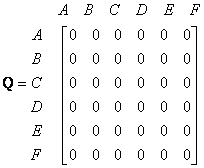 A B C D E F
A 0 0 0 0 0 0
B 0 0 0 0 0 0
Q = C 0 0 0 0 0 0
D 0 0 0 0 0 0
E 0 0 0 0 0 0
F 0 0 0 0 0 0